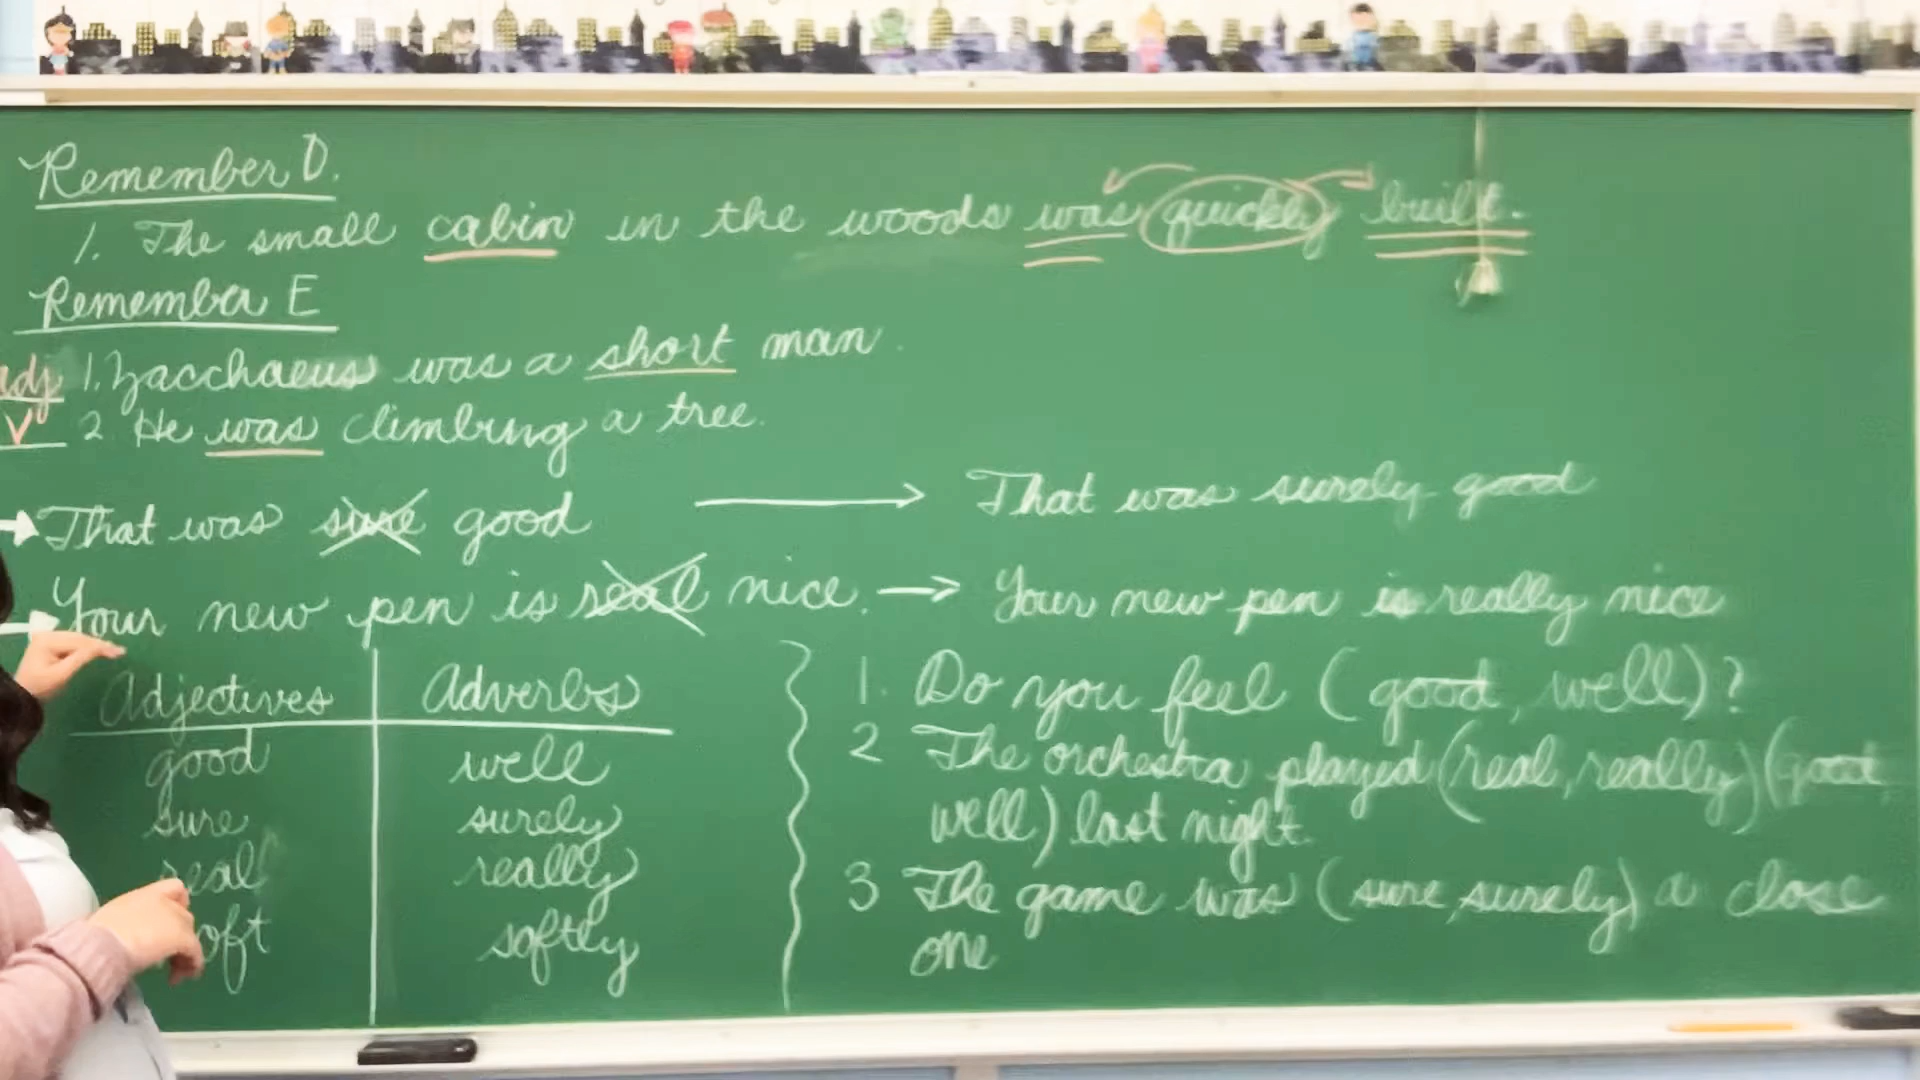 Remember D.
1. The small cabin in the woods was quickly built.
Remember E
adj 1. Zacchaeus was a short man.
V 2. He was climbing a tree.
That was sure good → That was surely good
Your new pen is real nice. → Your new pen is really nice
Adjectives Adverbs
good well
sure surely
real really
soft softly
1. Do you feel (good, well)?
2 The orchestra played (real, really) (good
well) last night.
3 The game was (sure, surely) a close
one